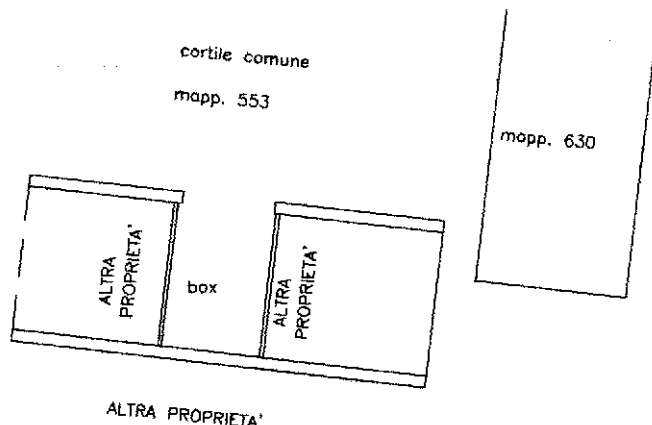 cortile comune
mapp. 553
mapp. 630
ALTRA
PROPRIETA'
box
ALTRA
PROPRIETA'
ALTRA PROPRIETA'